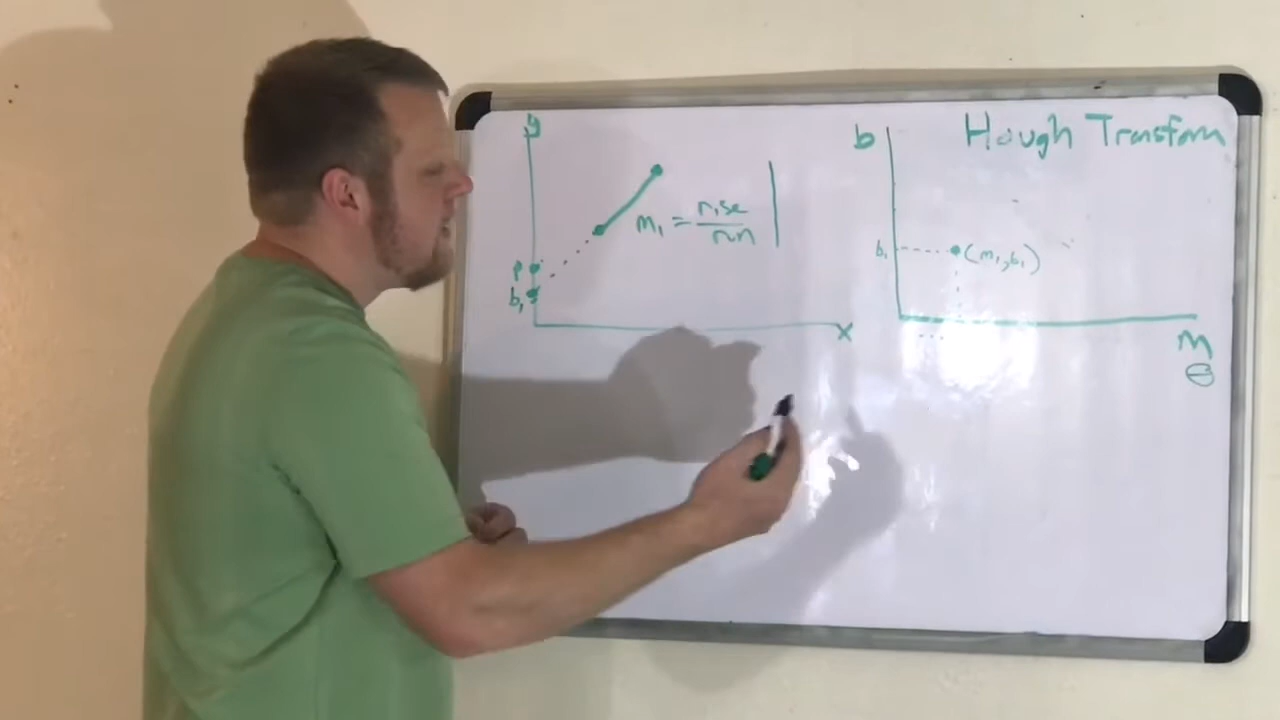 Hough Transform
y
m₁ = rise/run
p
b₁
x
b
b₁
(m₁, b₁)
m
θ